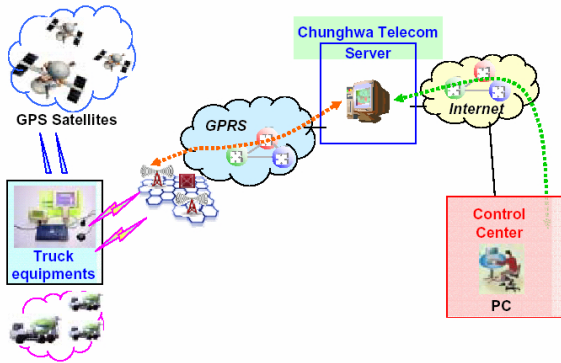 Chunghwa Telecom
Server
GPS Satellites
GPRS
Internet
Truck
equipments
Control
Center
PC